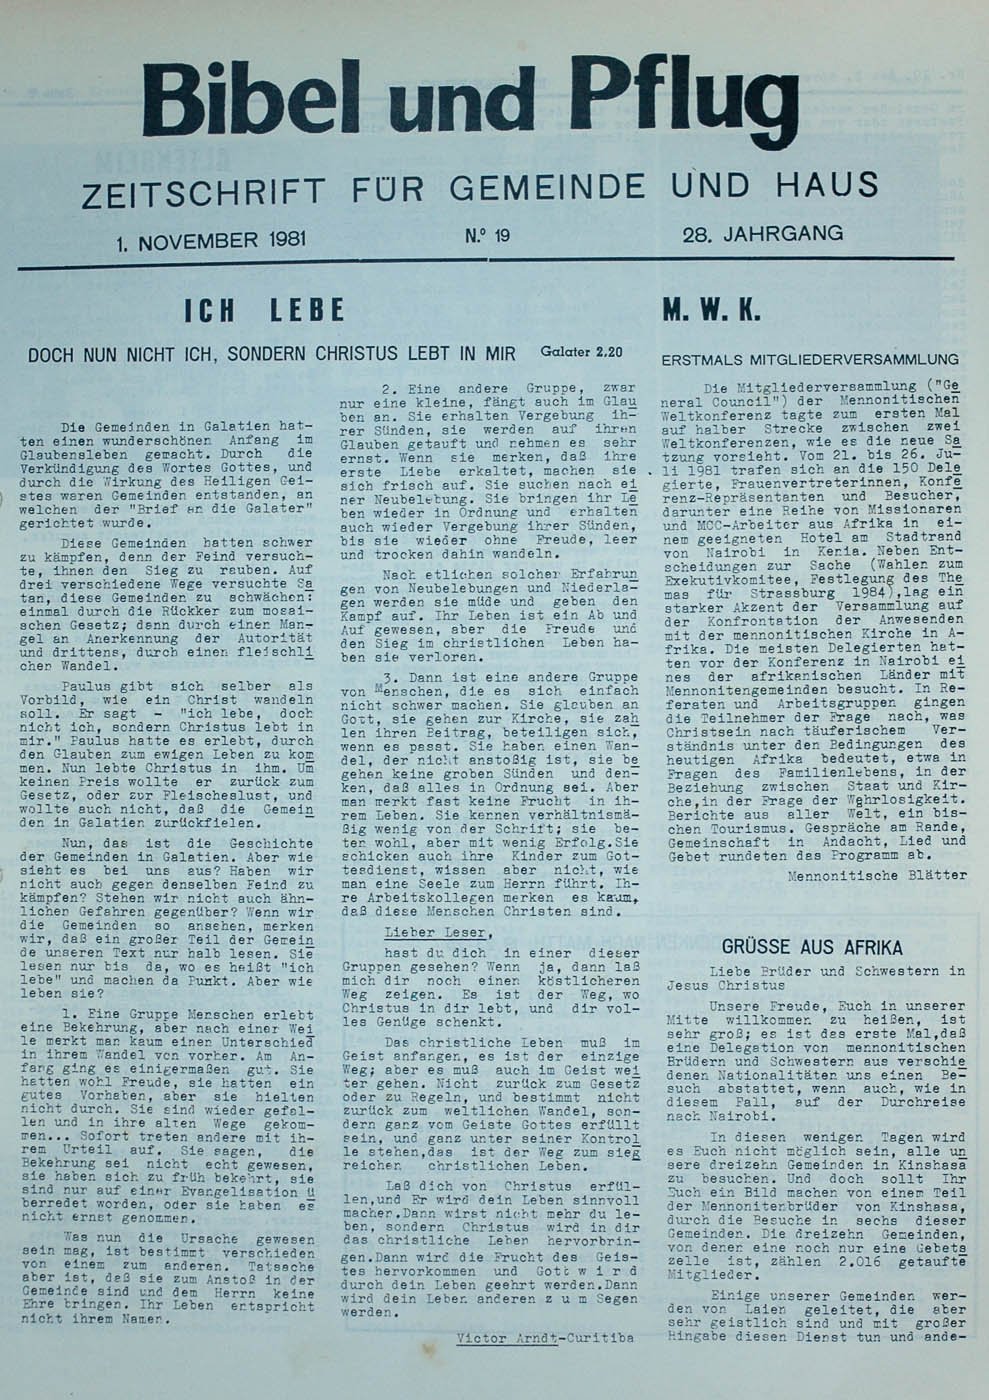 Bibel und Pflug
ZEITSCHRIFT FÜR GEMEINDE UND HAUS
1. NOVEMBER 1981 N.º 19 28. JAHRGANG
ICH LEBE
DOCH NUN NICHT ICH, SONDERN CHRISTUS LEBT IN MIR Galater 2,20
Die Gemeinden in Galatien hat-
ten einen wunderschönen Anfang im
Glaubensleben gemacht. Durch die
Verkündigung des Wortes Gottes, und
durch die Wirkung des Heiligen Gei-
stes waren Gemeinden entstanden, an
welchen der "Brief an die Galater"
gerichtet wurde.
Diese Gemeinden hatten schwer
zu kämpfen, denn der Feind versuch-
te, ihnen den Sieg zu rauben. Auf
drei verschiedene Wege versuchte Sa
tan, diese Gemeinden zu schwächen:
einmal durch die Rückker zum mosai-
schen Gesetz; denn durch einen Man-
gel an Anerkennung der Autorität
und drittens, durch einen fleischli
chen Wandel.
Paulus gibt sich selber als
Vorbild, wie ein Christ wandeln
soll. Er sagt - "ich lebe, doch
nicht ich, sondern Christus lebt in
mir." Paulus hatte es erlebt, durch
den Glauben zum ewigen Leben zu kom
men. Nun lebte Christus in ihm. Um
keinen Preis wollte er zurück zum
Gesetz, oder zur Fleischeslust, und
wollte auch nicht, daß die Gemein
den in Galatien zurückfielen.
Nun, das ist die Geschichte
der Gemeinden in Galatien. Aber wie
sieht es bei uns aus? Haben wir
nicht auch gegen denselben Feind zu
kämpfen? Stehen wir nicht auch ähn-
licher Gefahren gegenüber? Wenn wir
die Gemeinden so ansehen, merken
wir, daß ein großer Teil der Gemein
de unseren Text nur halb lesen. Sie
lesen nur bis da, wo es heißt "ich
lebe" und machen da Punkt. Aber wie
leben sie?
1. Eine Gruppe Menschen erlebt
eine Bekehrung, aber nach einer Wei
le merkt man kaum einen Unterschied
in ihrem Wandel von vorher. Am An-
fang ging es einigermaßen gut. Sie
hatten wohl Freude, sie hatten ein
gutes Vorhaben, aber sie hielten
nicht durch. Sie sind wieder gefal-
len und in ihre alten Wege gekom-
men... Sofort treten andere mit ih-
rem Urteil auf. Sie sagen, die
Bekehrung sei nicht echt gewesen,
sie haben sich zu früh bekehrt, sie
sind nur auf einer Evangelisation ü
berredet worden, oder sie haben es
nicht ernst genommen.
Was nun die Ursache gewesen
sein mag, ist bestimmt verschieden
von einem zum anderen. Tatsache
aber ist, daß sie zum Anstoß in der
Gemeinde sind und dem Herrn keine
Ehre bringen. Ihr Leben entspricht
nicht ihrem Namen.
2. Eine andere Gruppe, zwar
nur eine kleine, fängt auch im Glau
ben an. Sie erhalten Vergebung ih-
rer Sünden, sie werden auf ihren
Glauben getauft und nehmen es sehr
ernst. Wenn sie merken, daß ihre
erste Liebe erkaltet, machen sie
sich frisch auf. Sie suchen nach ei
ner Neubelebung. Sie bringen ihr Le
ben wieder in Ordnung und erhalten
auch wieder Vergebung ihrer Sünden,
bis sie wieder ohne Freude, leer
und trocken dahin wandeln.
Nach etlichen solcher Erfahrun
gen von Neubelebungen und Niederla-
gen werden sie müde und geben den
Kampf auf. Ihr Leben ist ein Ab und
Auf gewesen, aber die Freude und
den Sieg im christlichen Leben ha-
ben sie verloren.
3. Dann ist eine andere Gruppe
von Menschen, die es sich einfach
nicht schwer machen. Sie glauben an
Gott, sie gehen zur Kirche, sie zah
len ihren Beitrag, beteiligen sich,
wenn es passt. Sie haben einen Wan-
del, der nicht anstoßig ist, sie be
gehen keine groben Sünden und den-
ken, daß alles in Ordnung sei. Aber
man merkt fast keine Frucht in ih-
rem Leben. Sie kennen verhältnismä-
ßig wenig von der Schrift; sie be-
ter wohl, aber mit wenig Erfolg.Sie
schicken auch ihre Kinder zum Got-
tesdienst, wissen aber nicht, wie
man eine Seele zum Herrn führt. Ih-
re Arbeitskollegen merken es kaum,
daß diese Menschen Christen sind.
Lieber Leser,
hast du dich in einer dieser
Gruppen gesehen? Wenn ja, dann laß
mich dir noch einen köstlicheren
Weg zeigen. Es ist der Weg, wo
Christus in dir lebt, und dir vol-
les Genüge schenkt.
Das christliche Leben muß im
Geist anfangen, es ist der einzige
Weg; aber es muß auch im Geist wei
ter gehen. Nicht zurück zum Gesetz
oder zu Regeln, und bestimmt nicht
zurück zum weltlichen Wandel, son-
dern ganz vom Geiste Gottes erfüllt
sein, und ganz unter seiner Kontrol
le stehen,das ist der Weg zum sieg
reichen christlichen Leben.
Laß dich von Christus erfül-
len,und Er wird dein Leben sinnvoll
machen.Dann wirst nicht mehr du le-
ben, sondern Christus wird in dir
das christliche Leben hervorbrin-
gen.Dann wird die Frucht des Geis-
tes hervorkommen und Gott w i r d
durch dein Leben geehrt werden.Dann
wird dein Leben anderen z u m Segen
werden.
Victor Arndt-Curitiba
M. W. K.
ERSTMALS MITGLIEDERVERSAMMLUNG
Die Mitgliederversammlung ("Ge
neral Council") der Mennonitischen
Weltkonferenz tagte zum ersten Mal
auf halber Strecke zwischen zwei
Weltkonferenzen, wie es die neue Sa
tzung vorsieht. Vom 21. bis 26. Ju-
li 1981 trafen sich an die 150 Dele
gierte, Frauenvertreterinnen, Konfe
renz-Repräsentanten und Besucher,
darunter eine Reihe von Missionaren
und MCC-Arbeiter aus Afrika in ei-
nem geeigneten Hotel am Stadtrand
von Nairobi in Kenia. Neben Ent-
scheidungen zur Sache (Wahlen zum
Exekutivkomitee, Festlegung des The
mas für Strassburg 1984),lag ein
starker Akzent der Versammlung auf
der Konfrontation der Anwesenden
mit der mennonitischen Kirche in A-
frika. Die meisten Delegierten hat-
ten vor der Konferenz in Nairobi ei
nes der afrikanischen Länder mit
Mennonitengemeinden besucht. In Re-
feraten und Arbeitsgruppen gingen
die Teilnehmer der Frage nach, was
Christsein nach täuferischem Ver-
ständnis unter den Bedingungen des
heutigen Afrika bedeutet, etwa in
Fragen des Familienlebens, in der
Beziehung zwischen Staat und Kir-
che,in der Frage der Wehrlosigkeit.
Berichte aus aller Welt, ein bis-
chen Tourismus. Gespräche am Rande,
Gemeinschaft in Andacht, Lied und
Gebet rundeten das Programm ab.
Mennonitische Blätter
GRÜSSE AUS AFRIKA
Liebe Brüder und Schwestern in
Jesus Christus
Unsere Freude, Euch in unserer
Mitte willkommen zu heißen, ist
sehr groß; es ist das erste Mal,daß
eine Delegation von mennonitischen
Brüdern und Schwestern aus verschie
denen Nationalitäten uns einen Be-
such abstattet, wenn auch, wie in
diesem Fall, auf der Durchreise
nach Nairobi.
In diesen wenigen Tagen wird
es Euch nicht möglich sein, alle un
sere dreizehn Gemeinden in Kinshasa
zu besuchen. Und doch sollt Ihr
Euch ein Bild machen von einem Teil
der Mennonitenbrüder von Kinshasa,
durch die Besuche in sechs dieser
Gemeinden. Die dreizehn Gemeinden,
von denen eine noch nur eine Gebets
zelle ist, zählen 2.016 getaufte
Mitglieder.
Einige unserer Gemeinden wer-
den von Laien geleitet, die aber
sehr geistlich sind und mit großer
Hingabe diesen Dienst tun und ande-